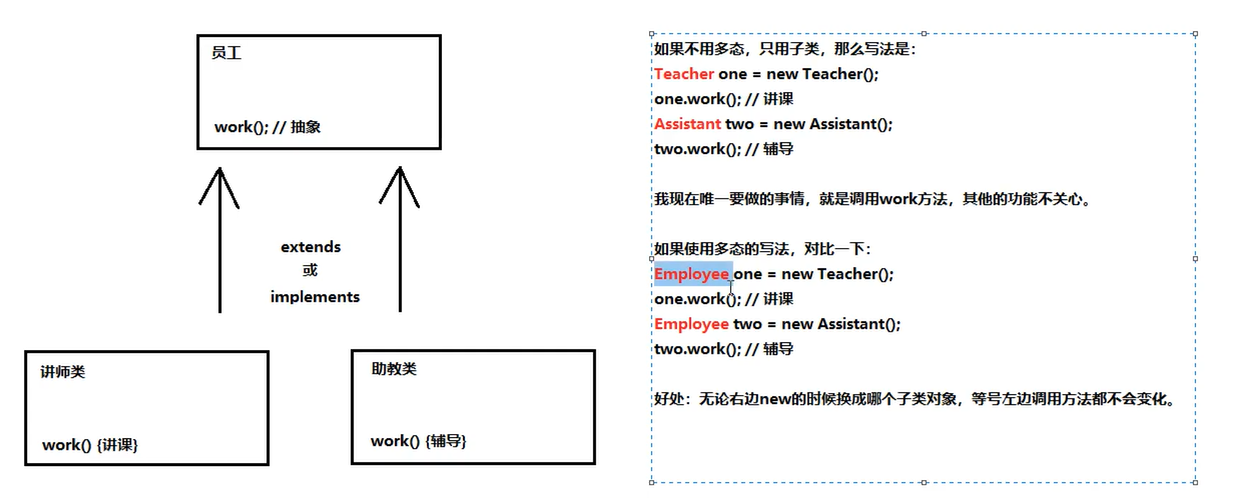 员工
work(); // 抽象
extends
或
implements
讲师类
work() {讲课}
助教类
work() {辅导}
如果不用多态，只用子类，那么写法是：
Teacher one = new Teacher();
one.work(); // 讲课
Assistant two = new Assistant();
two.work(); // 辅导
我现在唯一要做的事情，就是调用work方法，其他的功能不关心。
如果使用多态的写法，对比一下：
Employee one = new Teacher();
one.work(); // 讲课
Employee two = new Assistant();
two.work(); // 辅导
好处：无论右边new的时候换成哪个子类对象，等号左边调用方法都不会变化。